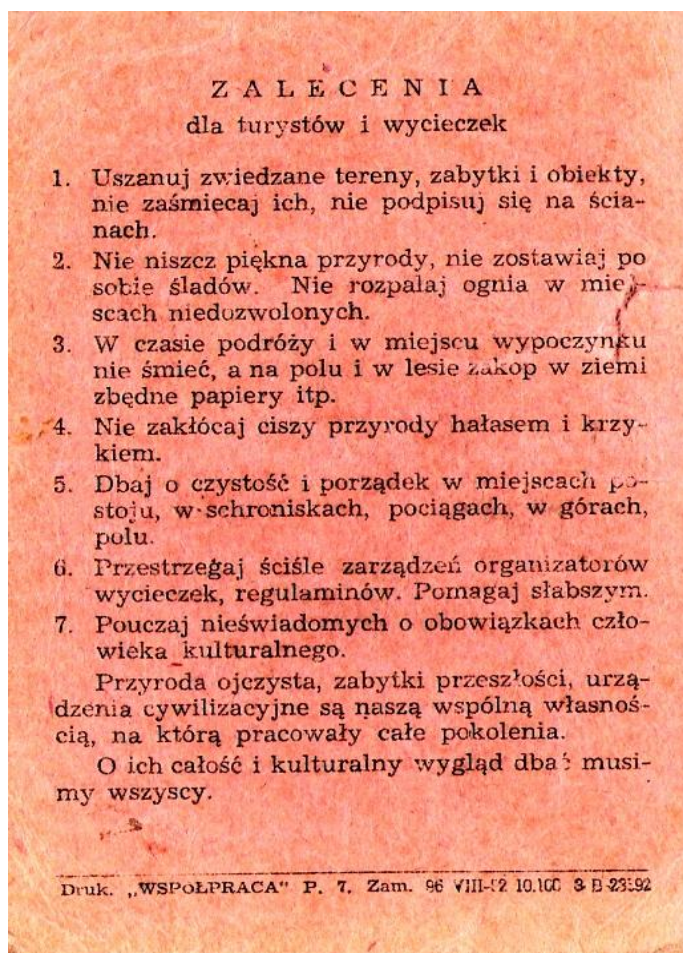 ZALECENIA
dla turystów i wycieczek
1. Uszanuj zwiedzane tereny, zabytki i obiekty,
nie zaśmiecaj ich, nie podpisuj się na ścia-
nach.
2. Nie niszcz piękna przyrody, nie zostawiaj po
sobie śladów. Nie rozpalaj ognia w miej-
scach niedozwolonych.
3. W czasie podróży i w miejscu wypoczynku
nie śmieć, a na polu i w lesie zakop w ziemi
zbędne papiery itp.
4. Nie zakłócaj ciszy przyrody hałasem i krzy-
kiem.
5. Dbaj o czystość i porządek w miejscach po-
stoju, w schroniskach, pociągach, w górach,
polu.
6. Przestrzegaj ściśle zarządzeń organizatorów
wycieczek, regulaminów. Pomagaj słabszym.
7. Pouczaj nieświadomych o obowiązkach czło-
wieka kulturalnego.
Przyroda ojczysta, zabytki przeszłości, urzą-
dzenia cywilizacyjne są naszą wspólną własnoś-
cią, na którą pracowały całe pokolenia.
O ich całość i kulturalny wygląd dbać musi-
my wszyscy.
Druk. „WSPÓŁPRACA" P. 7. Zam. 96